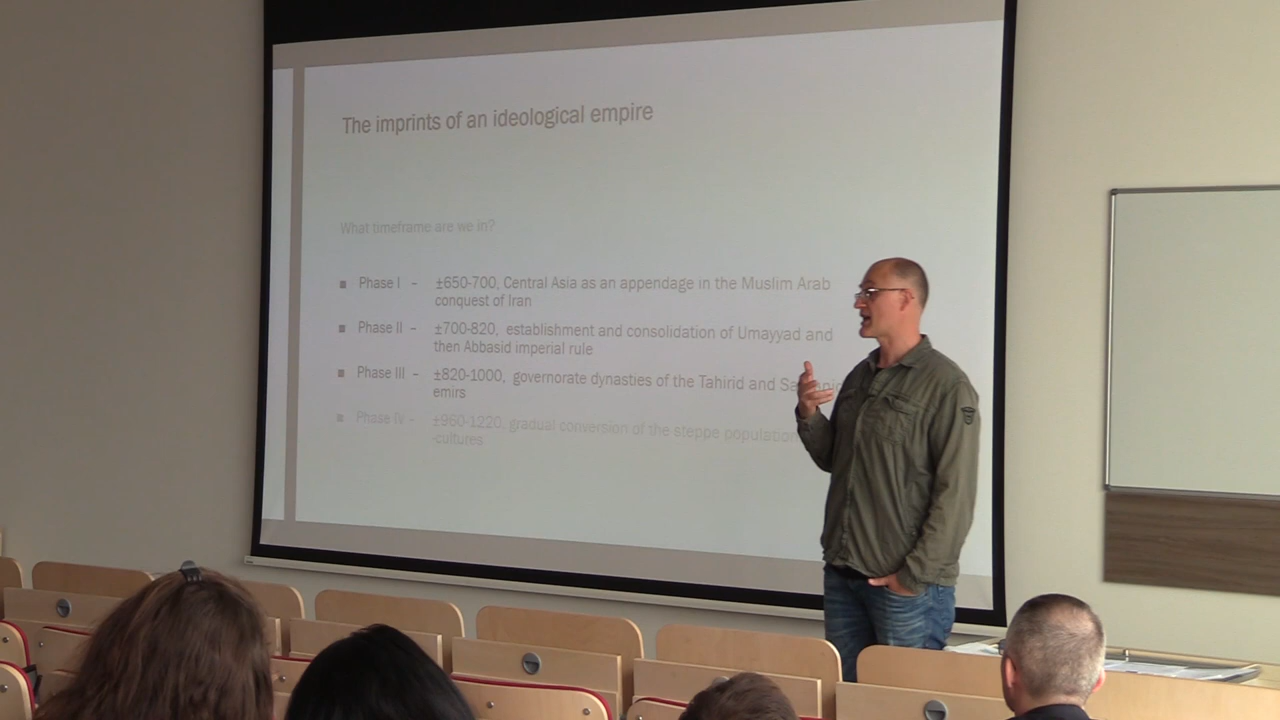 The imprints of an ideological empire
What timeframe are we in?
Phase I - ±650-700, Central Asia as an appendage in the Muslim Arab
conquest of Iran
Phase II - ±700-820, establishment and consolidation of Umayyad and
then Abbasid imperial rule
Phase III - ±820-1000, governorate dynasties of the Tahirid and
emirs
Phase IV - ±960-1220, gradual conversion of the steppe population
-cultures